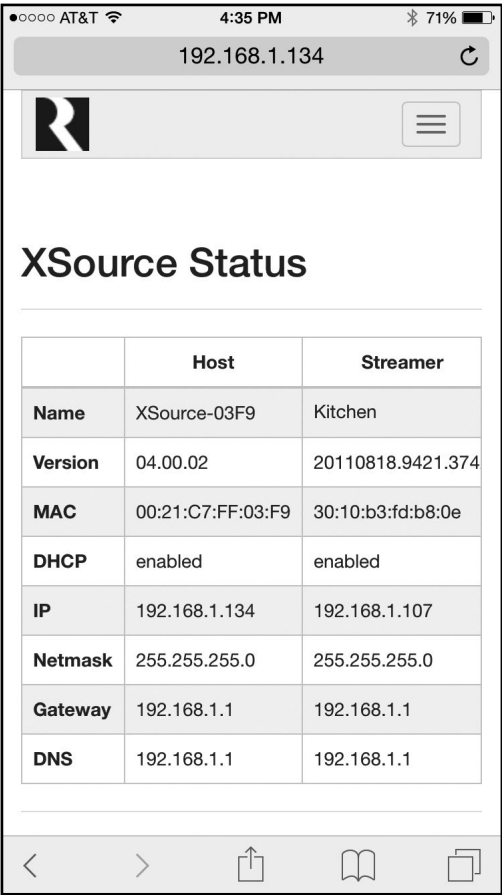 AT&T 4:35 PM 71%
192.168.1.134
R
XSource Status
Host Streamer
Name XSource-03F9 Kitchen
Version 04.00.02 20110818.9421.374
MAC 00:21:C7:FF:03:F9 30:10:b3:fd:b8:0e
DHCP enabled enabled
IP 192.168.1.134 192.168.1.107
Netmask 255.255.255.0 255.255.255.0
Gateway 192.168.1.1 192.168.1.1
DNS 192.168.1.1 192.168.1.1